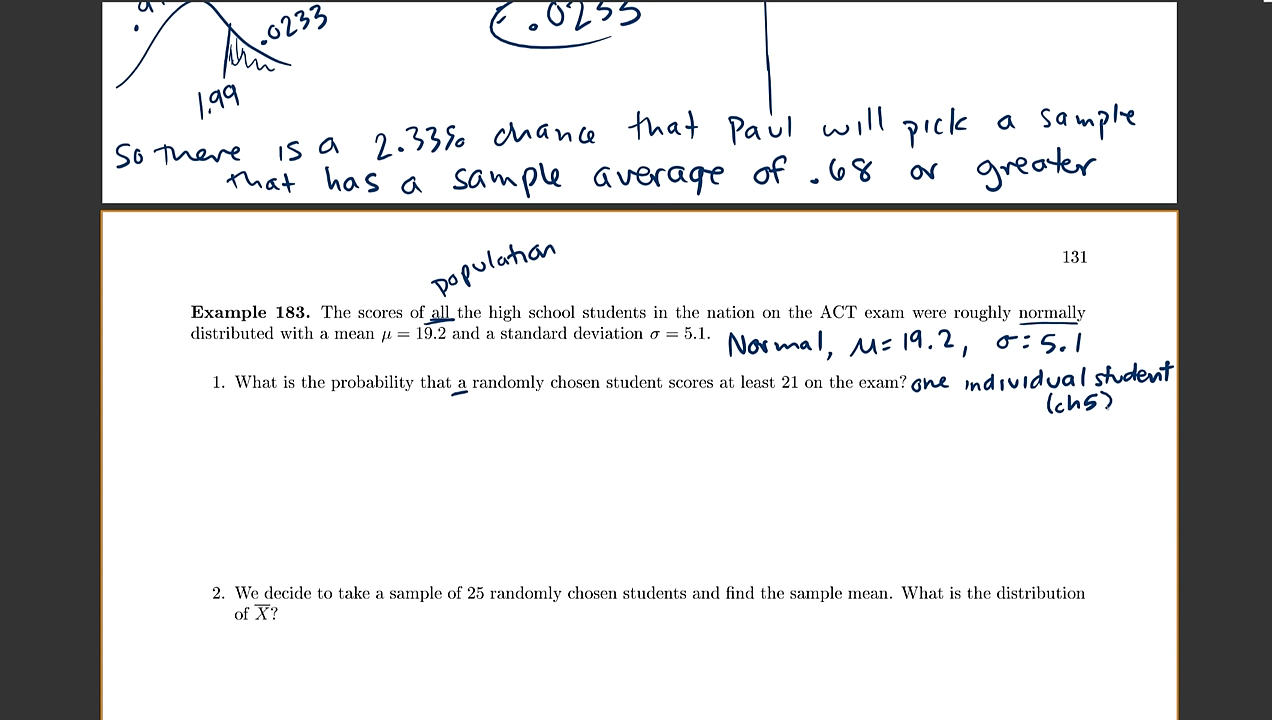 .0233
.0233
1.99
So there is a 2.33% chance that Paul will pick a sample
that has a sample average of .68 or greater
131
population
Example 183. The scores of all the high school students in the nation on the ACT exam were roughly normally
distributed with a mean μ = 19.2 and a standard deviation σ = 5.1.
Normal, μ = 19.2, σ = 5.1
1. What is the probability that a randomly chosen student scores at least 21 on the exam? one individual student
(ch5)
2. We decide to take a sample of 25 randomly chosen students and find the sample mean. What is the distribution
of X̅?